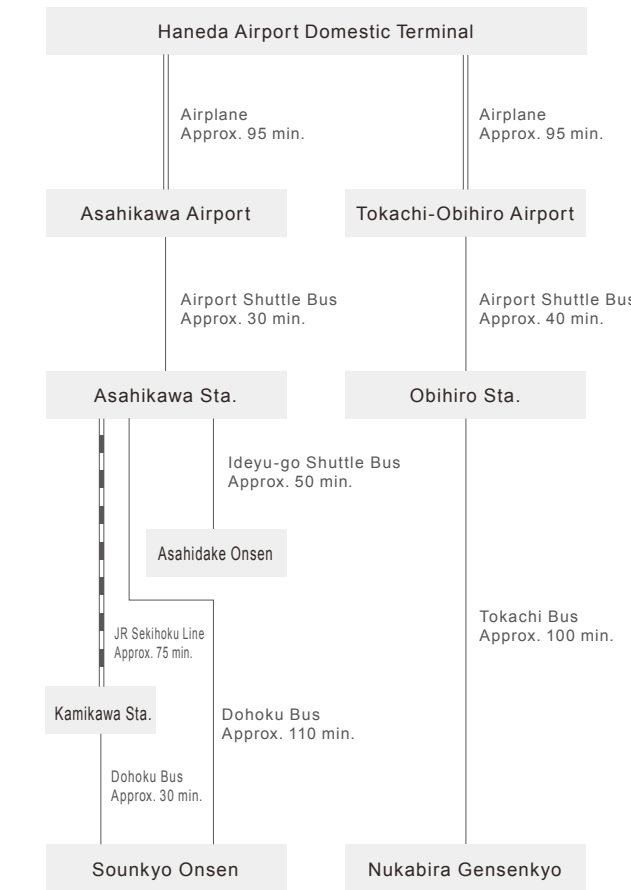 Haneda Airport Domestic Terminal
Airplane
Approx. 95 min.
Airplane
Approx. 95 min.
Asahikawa Airport
Tokachi-Obihiro Airport
Airport Shuttle Bus
Approx. 30 min.
Airport Shuttle Bus
Approx. 40 min.
Asahikawa Sta.
Obihiro Sta.
Ideyu-go Shuttle Bus
Approx. 50 min.
Asahidake Onsen
JR Sekihoku Line
Approx. 75 min.
Tokachi Bus
Approx. 100 min.
Kamikawa Sta.
Dohoku Bus
Approx. 110 min.
Dohoku Bus
Approx. 30 min.
Sounkyo Onsen
Nukabira Gensenkyo